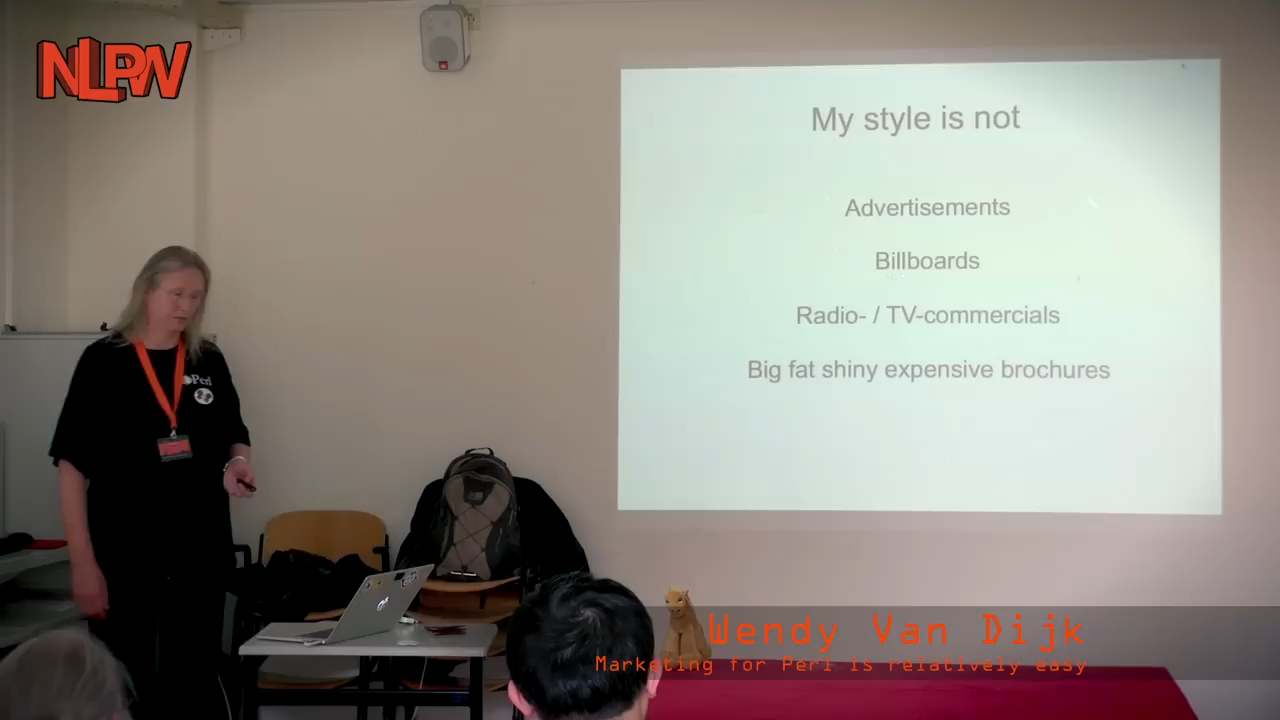 NLPW
My style is not
Advertisements
Billboards
Radio- / TV-commercials
Big fat shiny expensive brochures
Perl
Wendy Van Dijk
Marketing for Perl is relatively easy